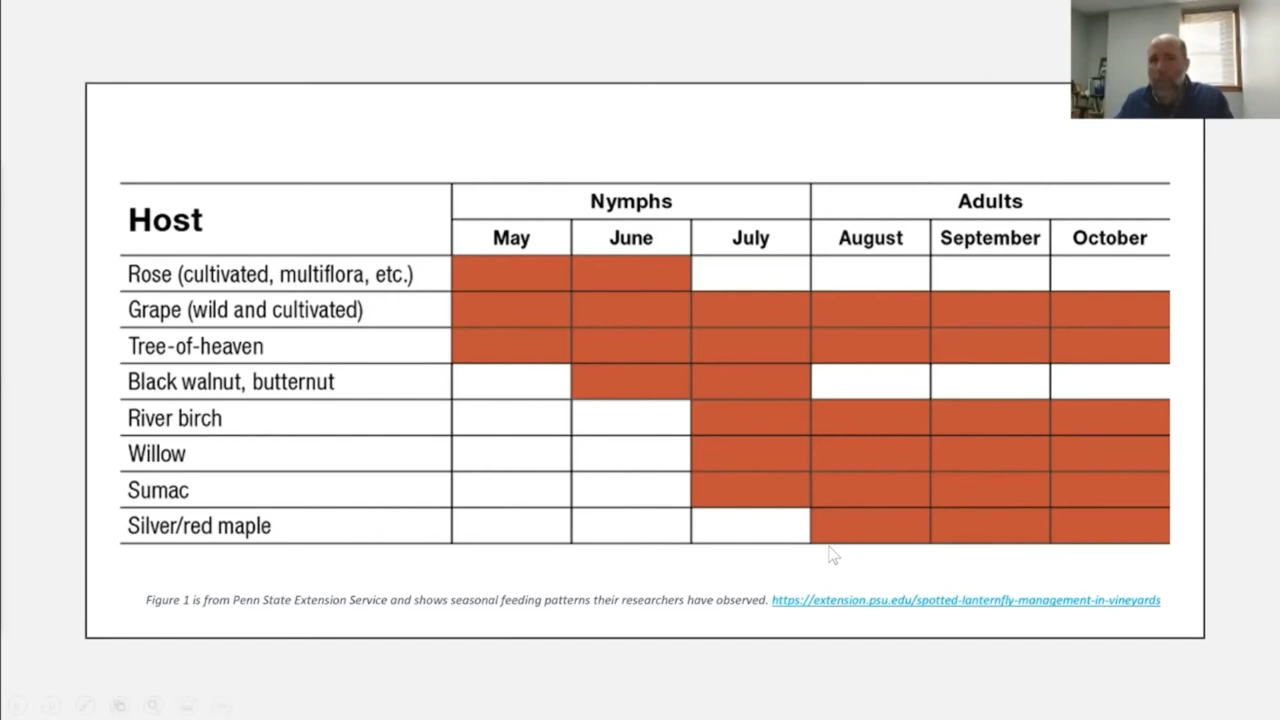 Host
Nymphs
Adults
May
June
July
August
September
October
Rose (cultivated, multiflora, etc.)
Grape (wild and cultivated)
Tree-of-heaven
Black walnut, butternut
River birch
Willow
Sumac
Silver/red maple
Figure 1 is from Penn State Extension Service and shows seasonal feeding patterns their researchers have observed. https://extension.psu.edu/spotted-lanternfly-management-in-vineyards